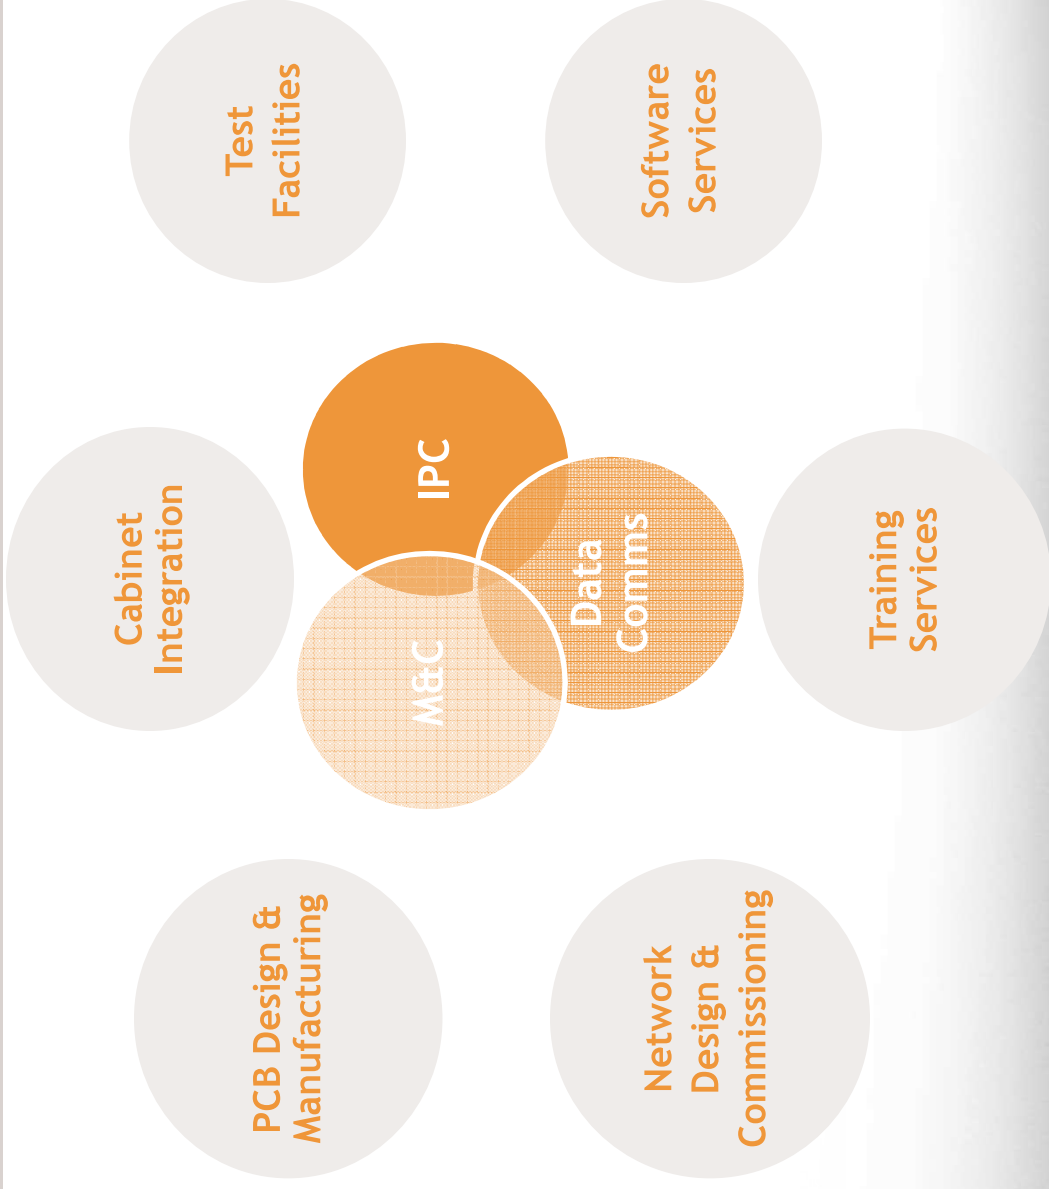 Cabinet
Integration
PCB Design &
Manufacturing
Test
Facilities
M&C
IPC
Data
Comms
Network
Design &
Commissioning
Software
Services
Training
Services